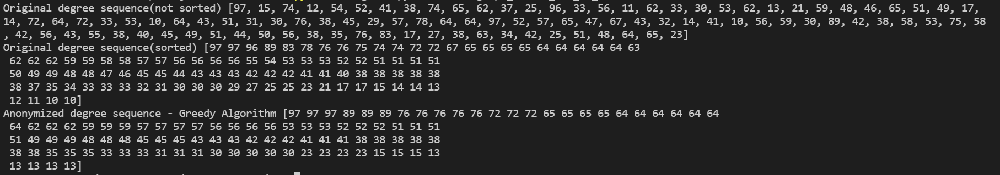 Original degree sequence(not sorted) [97, 15, 74, 12, 54, 52, 41, 38, 74, 65, 62, 37, 25, 96, 33, 56, 11, 62, 33, 30, 53, 62, 13, 21, 59, 48, 46, 65, 51, 49, 17,
14, 72, 64, 72, 33, 53, 10, 64, 43, 51, 31, 30, 76, 38, 45, 29, 57, 78, 64, 64, 97, 52, 57, 65, 47, 67, 43, 32, 14, 41, 10, 56, 59, 30, 89, 42, 38, 58, 53, 75, 58
, 42, 56, 43, 55, 38, 40, 45, 49, 51, 44, 50, 56, 38, 35, 76, 83, 17, 27, 38, 63, 34, 42, 25, 51, 48, 64, 65, 23]
Original degree sequence(sorted) [97 97 96 89 83 78 76 76 75 74 74 72 72 67 65 65 65 65 64 64 64 64 64 63
62 62 62 59 59 58 58 57 57 56 56 56 56 55 54 53 53 53 52 52 51 51 51 51
50 49 49 48 48 47 46 45 45 44 43 43 43 42 42 42 41 41 40 38 38 38 38 38
38 37 35 34 33 33 33 32 31 30 30 30 29 27 25 25 23 21 17 17 15 14 14 13
12 11 10 10]
Anonymized degree sequence - Greedy Algorithm [97 97 97 89 89 89 76 76 76 76 76 72 72 72 65 65 65 65 64 64 64 64 64 64
64 62 62 62 59 59 59 57 57 57 57 56 56 56 56 53 53 53 52 52 52 51 51 51
51 49 49 49 48 48 48 45 45 45 43 43 43 42 42 42 41 41 41 38 38 38 38 38
38 38 35 35 35 33 33 33 31 31 31 30 30 30 30 30 23 23 23 23 15 15 15 13
13 13 13 13]